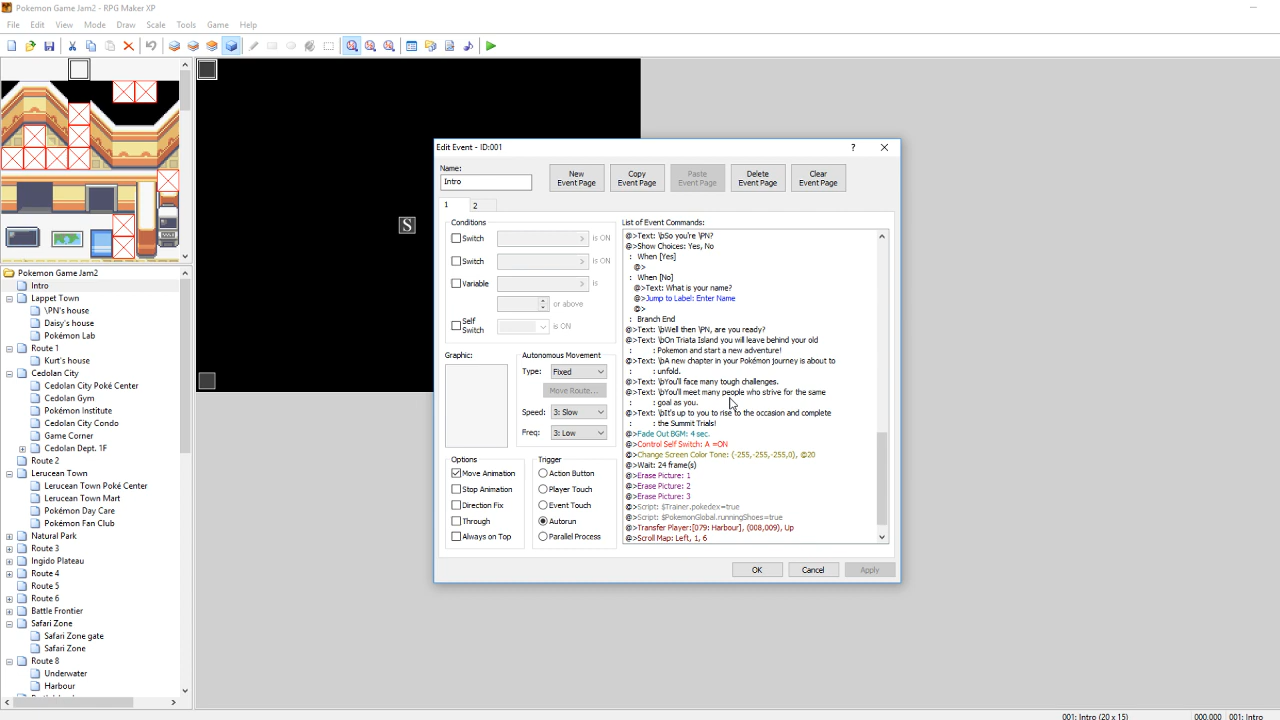 Pokemon Game Jam2 - RPG Maker XP
File Edit View Mode Draw Scale Tools Game Help
S
Pokemon Game Jam2
Intro
Lappet Town
\PN's house
Daisy's house
Pokémon Lab
Route 1
Kurt's house
Cedolan City
Cedolan City Poké Center
Cedolan Gym
Pokémon Institute
Cedolan City Condo
Game Corner
Cedolan Dept. 1F
Route 2
Lerucean Town
Lerucean Town Poké Center
Lerucean Town Mart
Pokémon Day Care
Pokémon Fan Club
Natural Park
Route 3
Ingido Plateau
Route 4
Route 5
Route 6
Battle Frontier
Safari Zone
Safari Zone gate
Safari Zone
Route 8
Underwater
Harbour
Edit Event - ID:001
?
Name:
Intro
New Event Page
Copy Event Page
Paste Event Page
Delete Event Page
Clear Event Page
1 2
Conditions
Switch is ON
Switch is ON
Variable is
or above
Self Switch is ON
Graphic:
Autonomous Movement
Type: Fixed
Move Route...
Speed: 3: Slow
Freq: 3: Low
Options
Move Animation
Stop Animation
Direction Fix
Through
Always on Top
Trigger
Action Button
Player Touch
Event Touch
Autorun
Parallel Process
List of Event Commands:
@>Text: \bSo you're \PN?
@>Show Choices: Yes, No
: When [Yes]
@>
: When [No]
@>Text: What is your name?
@>Jump to Label: Enter Name
@>
: Branch End
@>Text: \bWell then \PN, are you ready?
@>Text: \bOn Triata Island you will leave behind your old
: : Pokemon and start a new adventure!
@>Text: \bA new chapter in your Pokémon journey is about to
: : unfold.
@>Text: \bYou'll face many tough challenges.
@>Text: \bYou'll meet many people who strive for the same
: : goal as you.
@>Text: \bIt's up to you to rise to the occasion and complete
: : the Summit Trials!
@>Fade Out BGM: 4 sec.
@>Control Self Switch: A =ON
@>Change Screen Color Tone: (-255,-255,-255,0), @20
@>Wait: 24 frame(s)
@>Erase Picture: 1
@>Erase Picture: 2
@>Erase Picture: 3
@>Script: $Trainer.pokedex=true
@>Script: $PokemonGlobal.runningShoes=true
@>Transfer Player:[079: Harbour], (008,009), Up
@>Scroll Map: Left, 1, 6
OK Cancel Apply
001: Intro (20 x 15) 000,000 001: Intro